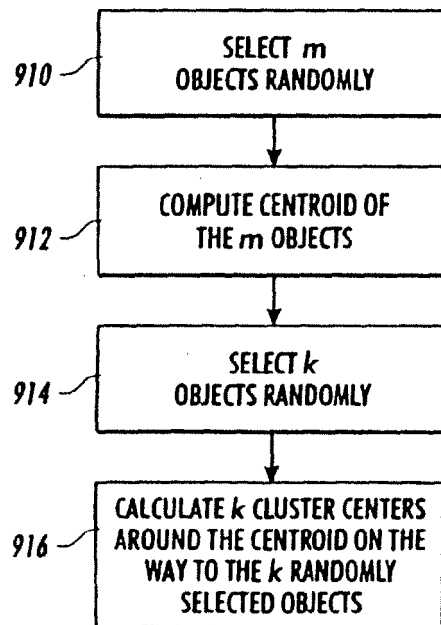 910
SELECT m
OBJECTS RANDOMLY
912
COMPUTE CENTROID OF
THE m OBJECTS
914
SELECT k
OBJECTS RANDOMLY
916
CALCULATE k CLUSTER CENTERS
AROUND THE CENTROID ON THE
WAY TO THE k RANDOMLY
SELECTED OBJECTS